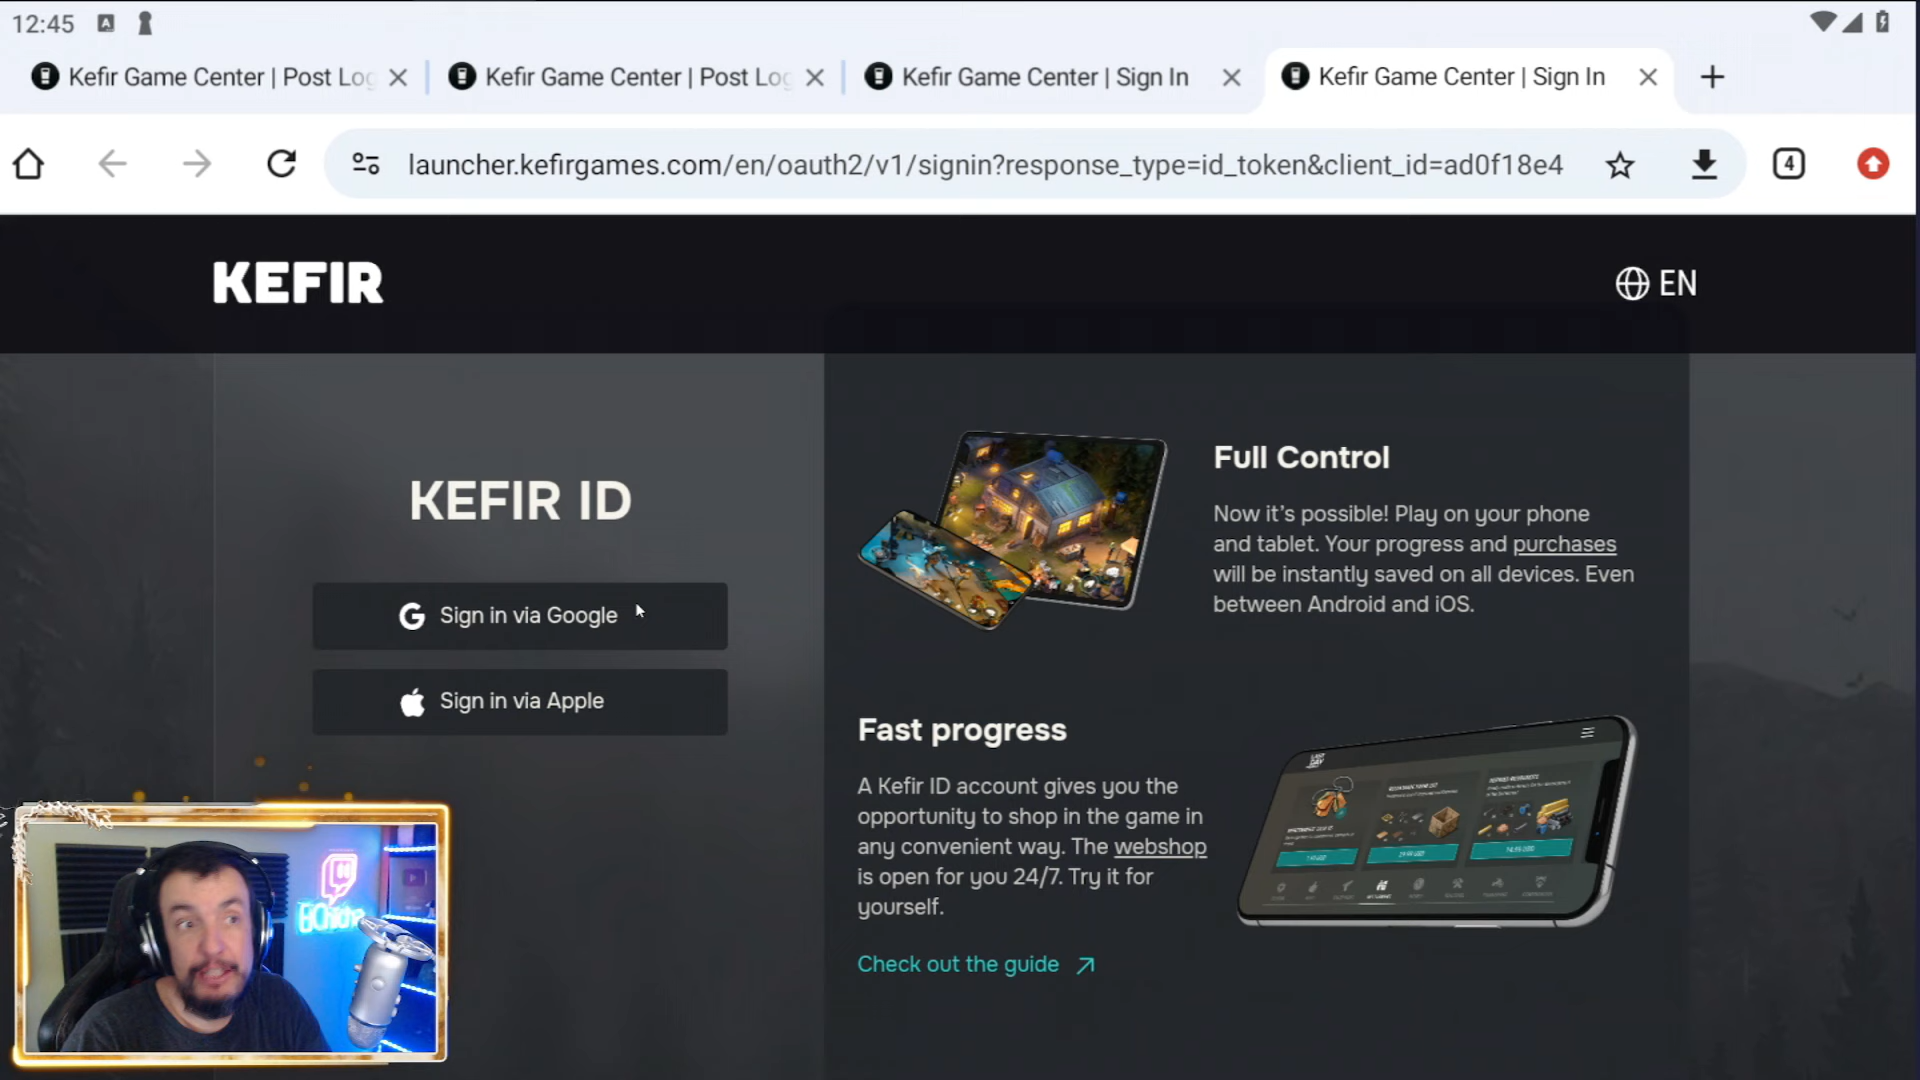 12:45
Kefir Game Center | Post Log
Kefir Game Center | Post Log
Kefir Game Center | Sign In
Kefir Game Center | Sign In
launcher.kefirgames.com/en/oauth2/v1/signin?response_type=id_token&client_id=ad0f18e4
4
KEFIR
EN
KEFIR ID
Sign in via Google
Sign in via Apple
Full Control
Now it's possible! Play on your phone
and tablet. Your progress and purchases
will be instantly saved on all devices. Even
between Android and iOS.
Fast progress
A Kefir ID account gives you the
opportunity to shop in the game in
any convenient way. The webshop
is open for you 24/7. Try it for
yourself.
Check out the guide